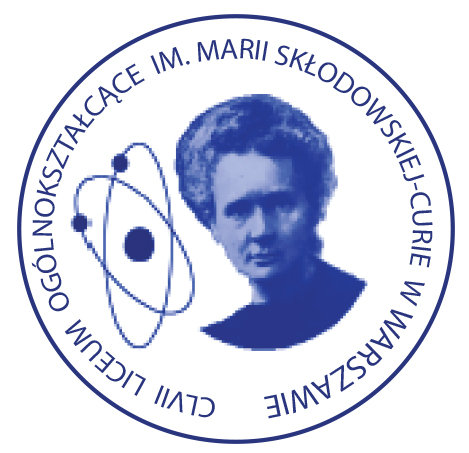 CLVII LICEUM OGÓLNOKSZTAŁCĄCE IM. MARII SKŁODOWSKIEJ-CURIE W WARSZAWIE